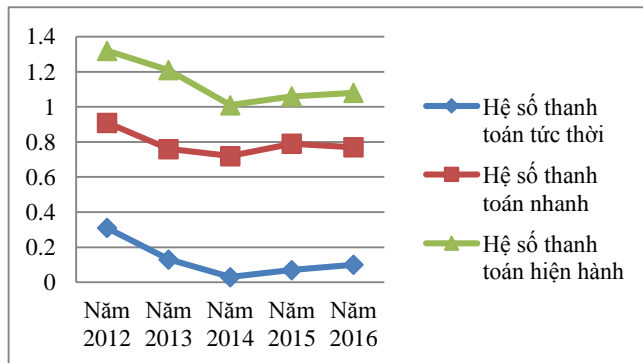 1.4
1.2
1
0.8
0.6
0.4
0.2
0
Năm Năm Năm Năm Năm
2012 2013 2014 2015 2016
Hệ số thanh
toán tức thời
Hệ số thanh
toán nhanh
Hệ số thanh
toán hiện hành